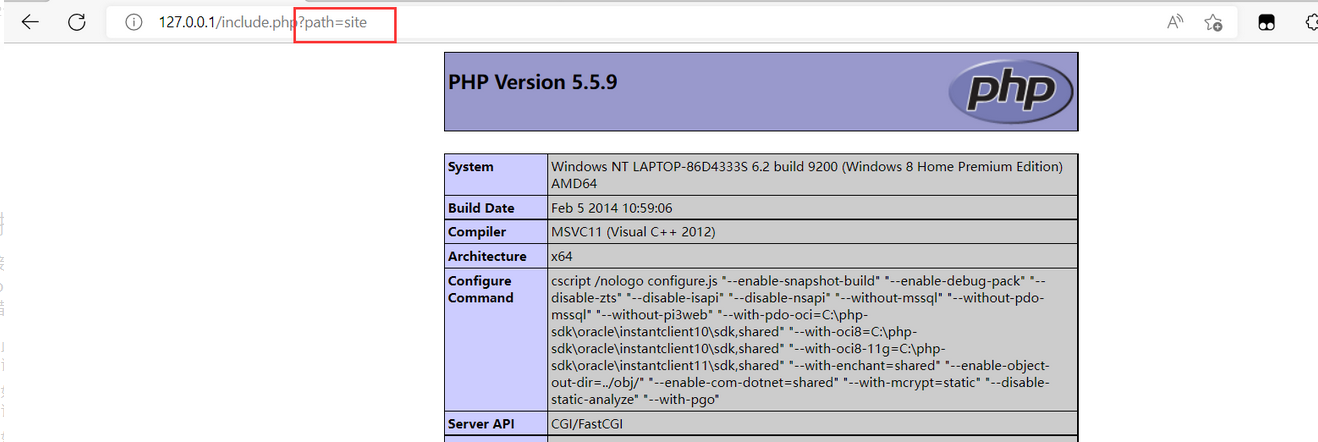 127.0.0.1/include.php?path=site
PHP Version 5.5.9
php
System
Windows NT LAPTOP-86D4333S 6.2 build 9200 (Windows 8 Home Premium Edition)
AMD64
Build Date
Feb 5 2014 10:59:06
Compiler
MSVC11 (Visual C++ 2012)
Architecture
x64
Configure
Command
cscript /nologo configure.js "--enable-snapshot-build" "--enable-debug-pack" "--
disable-zts" "--disable-isapi" "--disable-nsapi" "--without-mssql" "--without-pdo-
mssql" "--without-pi3web" "--with-pdo-oci=C:\php-
sdk\oracle\instantclient10\sdk,shared" "--with-oci8=C:\php-
sdk\oracle\instantclient10\sdk,shared" "--with-oci8-11g=C:\php-
sdk\oracle\instantclient11\sdk,shared" "--with-enchant=shared" "--enable-object-
out-dir=../obj/" "--enable-com-dotnet=shared" "--with-mcrypt=static" "--disable-
static-analyze" "--with-pgo"
Server API
CGI/FastCGI